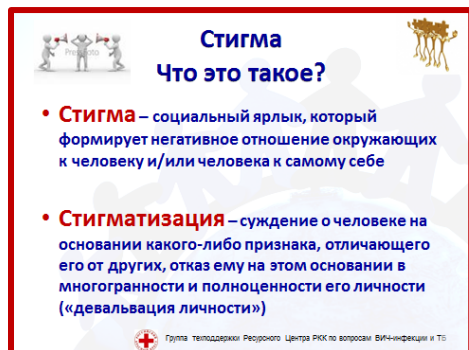 Стигма
Что это такое?
• Стигма – социальный ярлык, который
формирует негативное отношение окружающих
к человеку и/или человека к самому себе
• Стигматизация – суждение о человеке на
основании какого-либо признака, отличающего
его от других, отказ ему на этом основании в
многогранности и полноценности его личности
(«девальвация личности»)
Группа техподдержки Ресурсного Центра РКК по вопросам ВИЧ-инфекции и ТБ